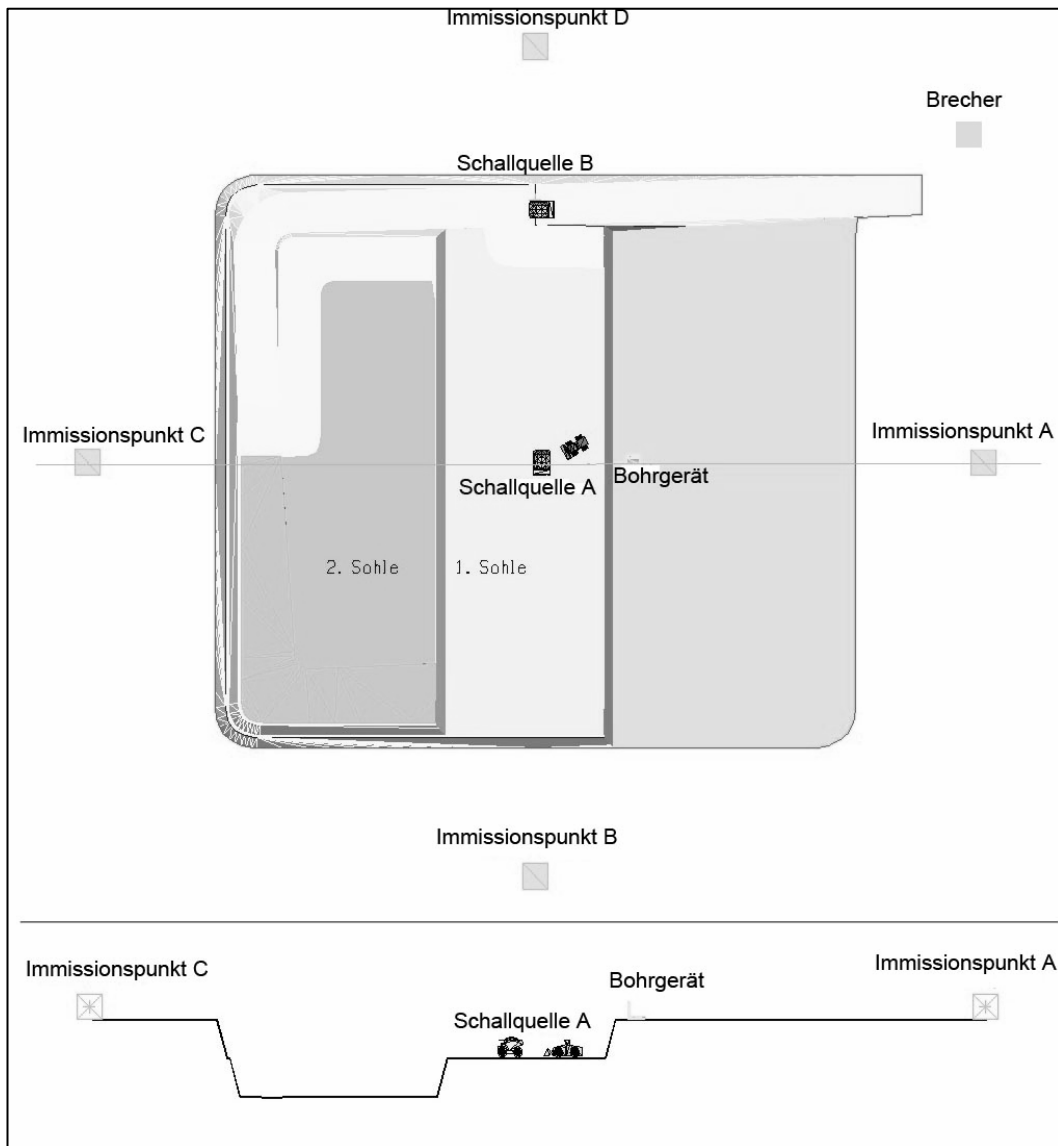 Immissionspunkt D
Brecher
Schallquelle B
Immissionspunkt C
Immissionspunkt A
Schallquelle A
Bohrgerät
2. Sohle
1. Sohle
Immissionspunkt B
Immissionspunkt C
Immissionspunkt A
Bohrgerät
Schallquelle A